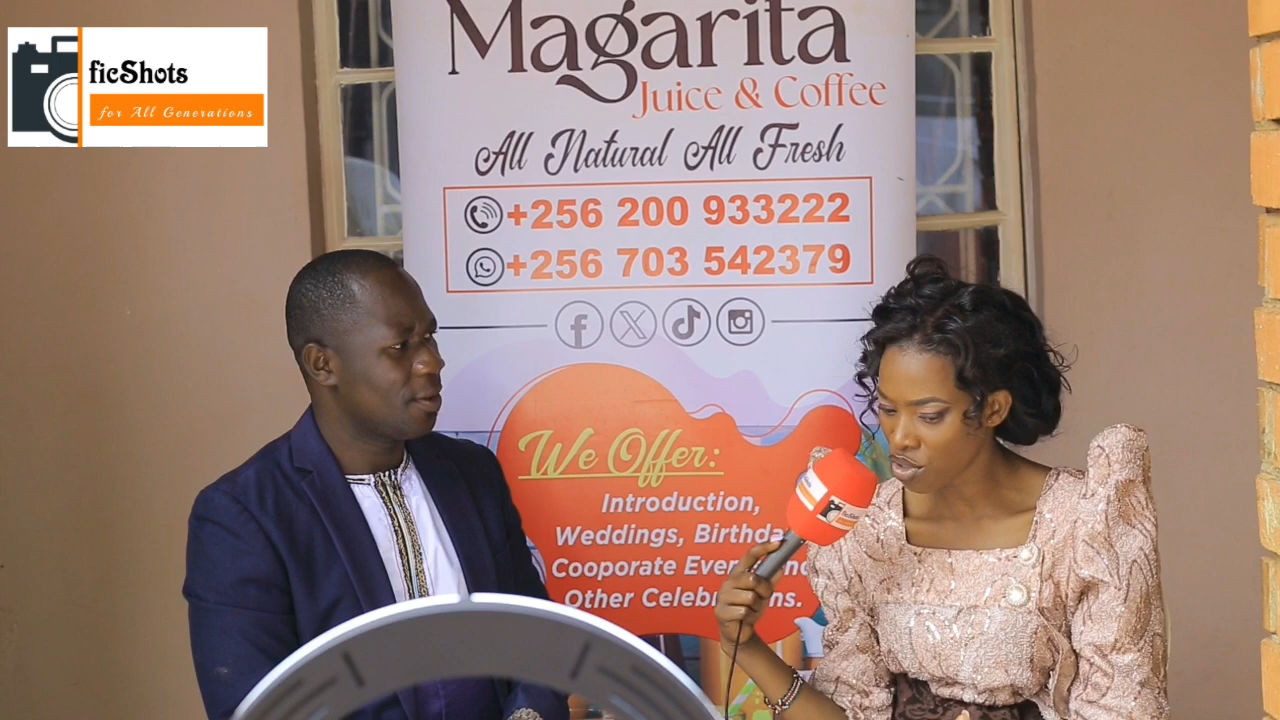 ficShots
for All Generations
Magarita
Juice & Coffee
All Natural All Fresh
+256 200 933222
+256 703 542379
We Offer:
Introduction,
Weddings,
Cooporate
Other
ficShots